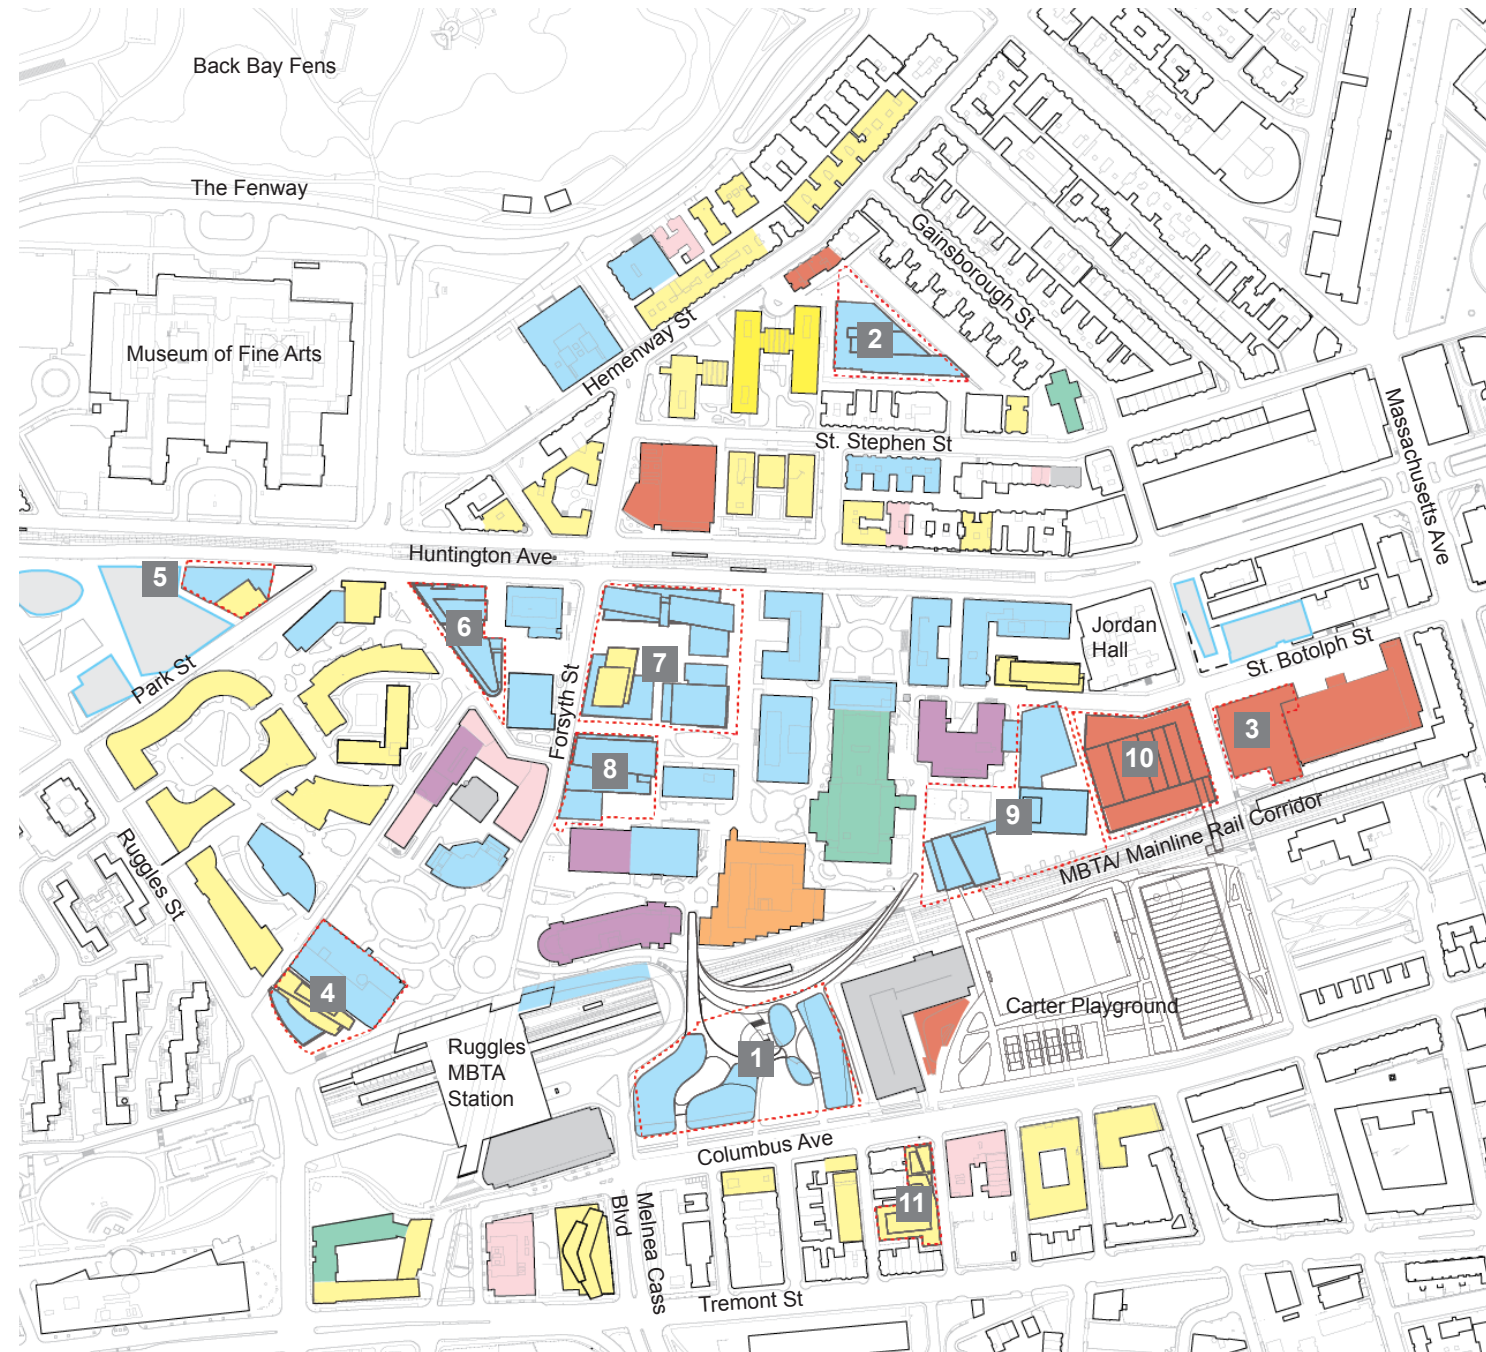 Back Bay Fens
The Fenway
Museum of Fine Arts
Hemenway St
Gainsborough St
2
St. Stephen St
Massachusetts Ave
Huntington Ave
5
6
7
Jordan
Hall
St. Botolph St
Park St
Forsyth St
8
10
3
9
MBTA/ Mainline Rail Corridor
Ruggles St
4
Carter Playground
1
Ruggles
MBTA
Station
Columbus Ave
11
Melnea Cass
Blvd
Tremont St